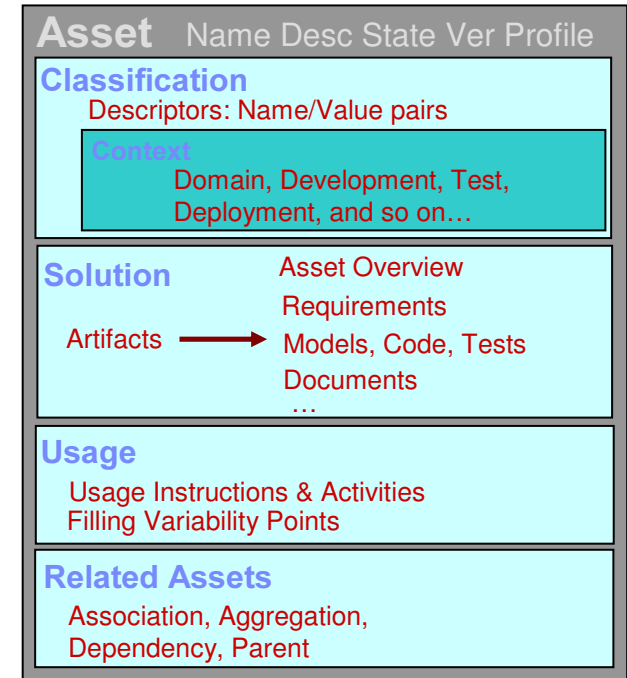 Asset Name Desc State Ver Profile
Classification
Descriptors: Name/Value pairs
Context
Domain, Development, Test,
Deployment, and so on…
Solution
Asset Overview
Requirements
Artifacts
Models, Code, Tests
Documents
…
Usage
Usage Instructions & Activities
Filling Variability Points
Related Assets
Association, Aggregation,
Dependency, Parent